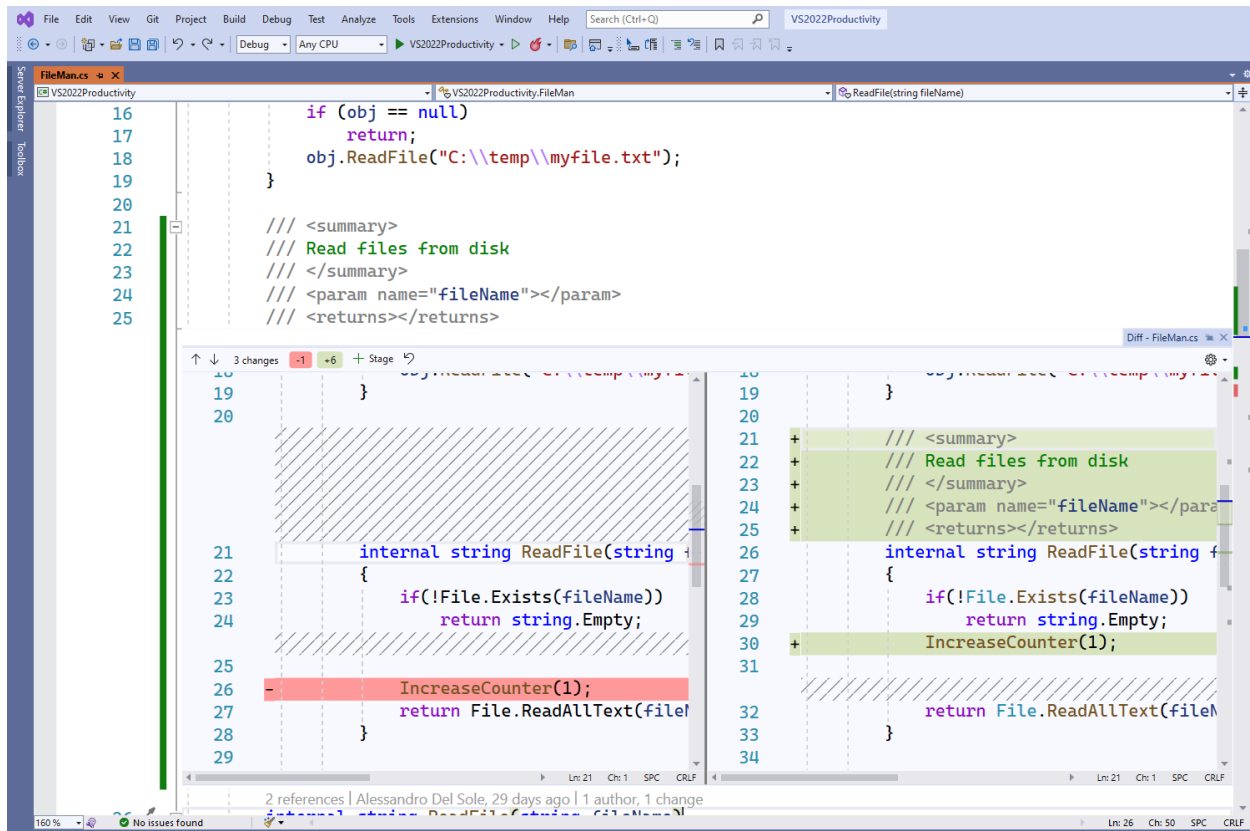 File Edit View Git Project Build Debug Test Analyze Tools Extensions Window Help Search (Ctrl+Q) VS2022Productivity
Debug Any CPU VS2022Productivity
Server Explorer
Toolbox
FileMan.cs
VS2022Productivity VS2022Productivity.FileMan ReadFile(string fileName)
16 if (obj == null)
17 return;
18 obj.ReadFile("C:\\temp\\myfile.txt");
19 }
20
21 /// <summary>
22 /// Read files from disk
23 /// </summary>
24 /// <param name="fileName"></param>
25 /// <returns></returns>
Diff - FileMan.cs
3 changes -1 +6 + Stage
19 }
20
21 internal string ReadFile(string
22 {
23 if(!File.Exists(fileName))
24 return string.Empty;
25
26 - IncreaseCounter(1);
27 return File.ReadAllText(file
28 }
29
Ln: 21 Ch: 1 SPC CRLF
19 }
20
21 + /// <summary>
22 + /// Read files from disk
23 + /// </summary>
24 + /// <param name="fileName"></para
25 + /// <returns></returns>
26 internal string ReadFile(string
27 {
28 if(!File.Exists(fileName))
29 return string.Empty;
30 + IncreaseCounter(1);
31
32 return File.ReadAllText(file
33 }
34
Ln: 21 Ch: 1 SPC CRLF
2 references | Alessandro Del Sole, 29 days ago | 1 author, 1 change
internal string ReadFile(string fileName)
160 % No issues found Ln: 26 Ch: 50 SPC CRLF